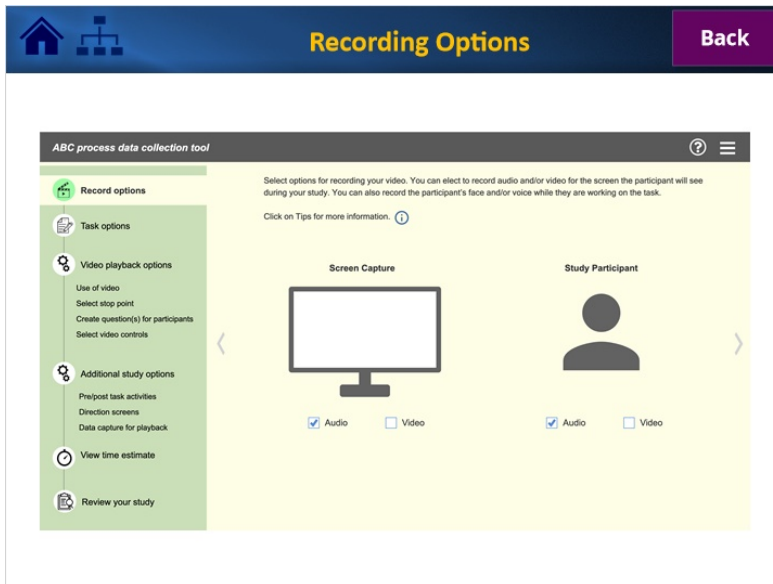 Recording Options
Back
ABC process data collection tool
?
Record options
Task options
Video playback options
Use of video
Select stop point
Create question(s) for participants
Select video controls
Additional study options
Pre/post task activities
Direction screens
Data capture for playback
View time estimate
Review your study
Select options for recording your video. You can elect to record audio and/or video for the screen the participant will see
during your study. You can also record the participant's face and/or voice while they are working on the task.
Click on Tips for more information. i
Screen Capture
Audio
Video
Study Participant
Audio
Video